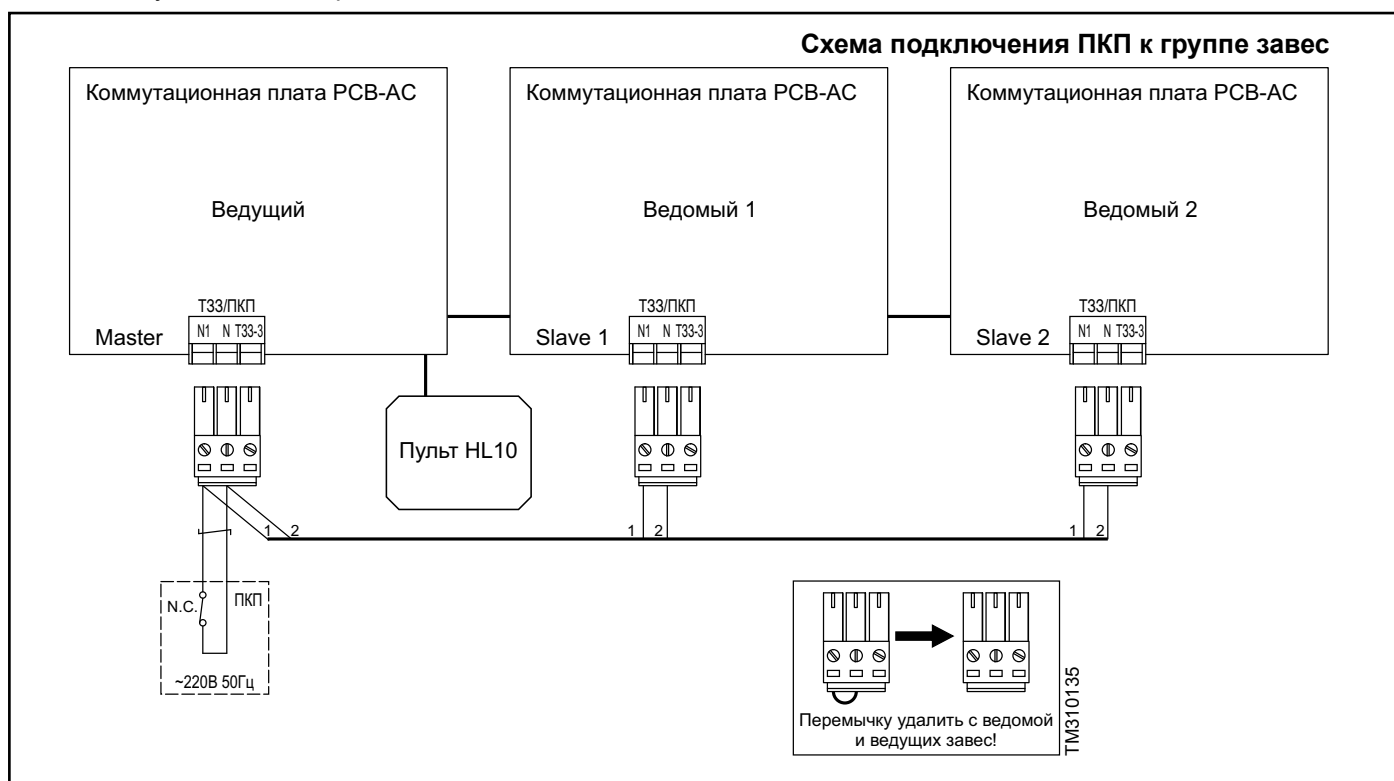 Схема подключения ПКП к группе завес
Коммутационная плата PCB-AC
Коммутационная плата PCB-AC
Коммутационная плата PCB-AC
Ведущий
Ведомый 1
Ведомый 2
ТЗЗ/ПКП
ТЗЗ/ПКП
ТЗЗ/ПКП
Master
N1 N ТЗЗ-3
Slave 1
N1 N ТЗЗ-3
Slave 2
N1 N ТЗЗ-3
Пульт HL10
1 2
1 2
1 2
N.C.
ПКП
~220В 50Гц
Перемычку удалить с ведомой
и ведущих завес!
TM310135